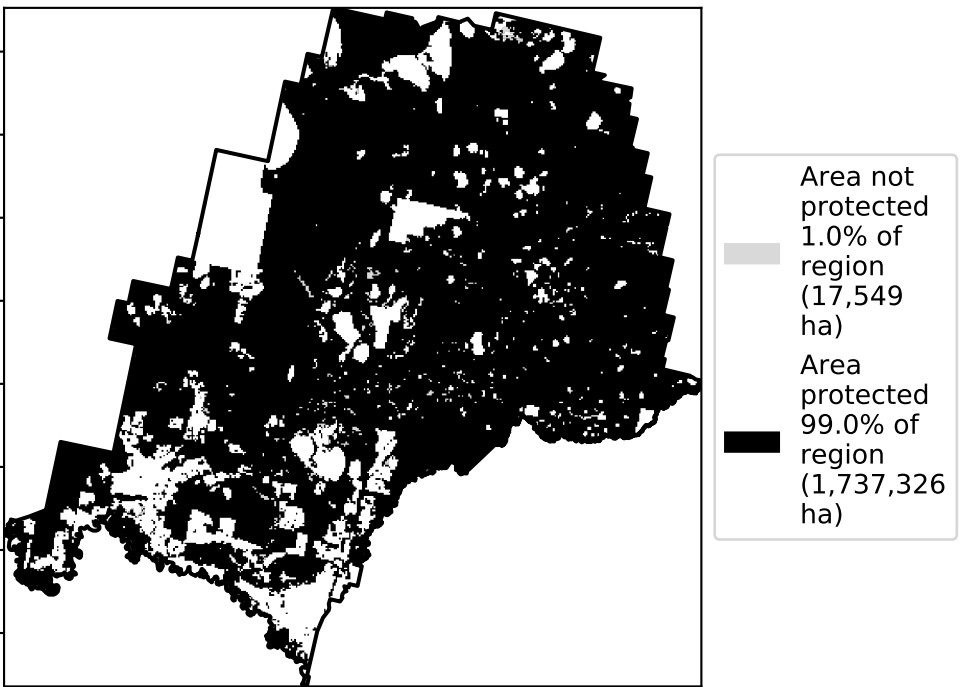 Area not
protected
1.0% of
region
(17,549
ha)
Area
protected
99.0% of
region
(1,737,326
ha)